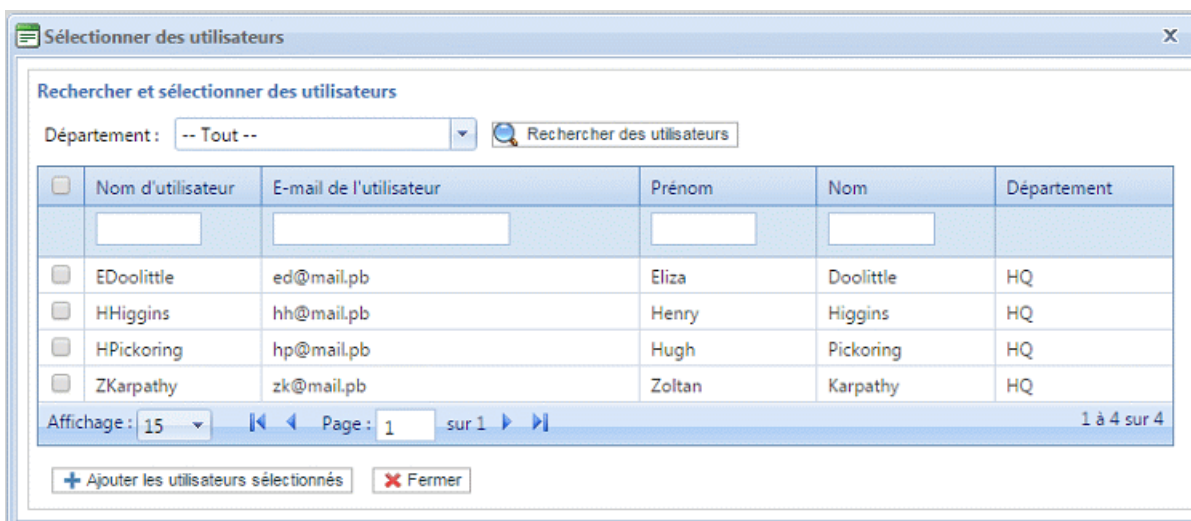 Sélectionner des utilisateurs X
Rechercher et sélectionner des utilisateurs
Département : -- Tout -- Rechercher des utilisateurs
Nom d'utilisateur E-mail de l'utilisateur Prénom Nom Département
EDoolittle ed@mail.pb Eliza Doolittle HQ
HHiggins hh@mail.pb Henry Higgins HQ
HPickoring hp@mail.pb Hugh Pickoring HQ
ZKarpathy zk@mail.pb Zoltan Karpathy HQ
Affichage : 15 Page : 1 sur 1 1 à 4 sur 4
Ajouter les utilisateurs sélectionnés Fermer